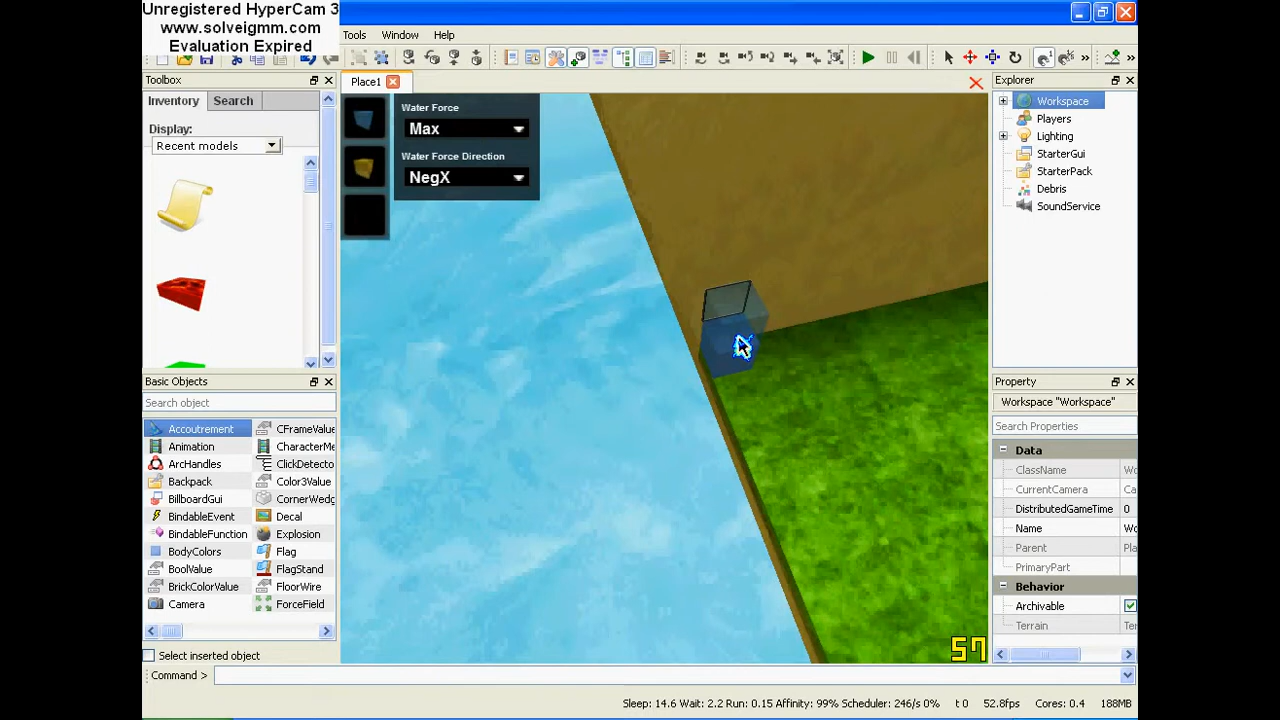 Unregistered HyperCam 3
www.solveigmm.com
Evaluation Expired
Tools Window Help
Toolbox
Place1
Explorer
Inventory Search
Display:
Recent models
Water Force
Max
Water Force Direction
NegX
Workspace
Players
Lighting
StarterGui
StarterPack
Debris
SoundService
Basic Objects
Search object
Accoutrement CFrameValue
Animation CharacterMe
ArcHandles ClickDetecto
Backpack Color3Value
BillboardGui CornerWedg
BindableEvent Decal
BindableFunction Explosion
BodyColors Flag
BoolValue FlagStand
BrickColorValue FloorWire
Camera ForceField
Select inserted object
Property
Workspace "Workspace"
Search Properties
Data
ClassName Wo
CurrentCamera Ca
DistributedGameTime 0
Name Wo
Parent Pla
PrimaryPart
Behavior
Archivable
Terrain Terr
57
Command >
Sleep: 14.6 Wait: 2.2 Run: 0.15 Affinity: 99% Scheduler: 246/s 0% t 0 52.8fps Cores: 0.4 188MB